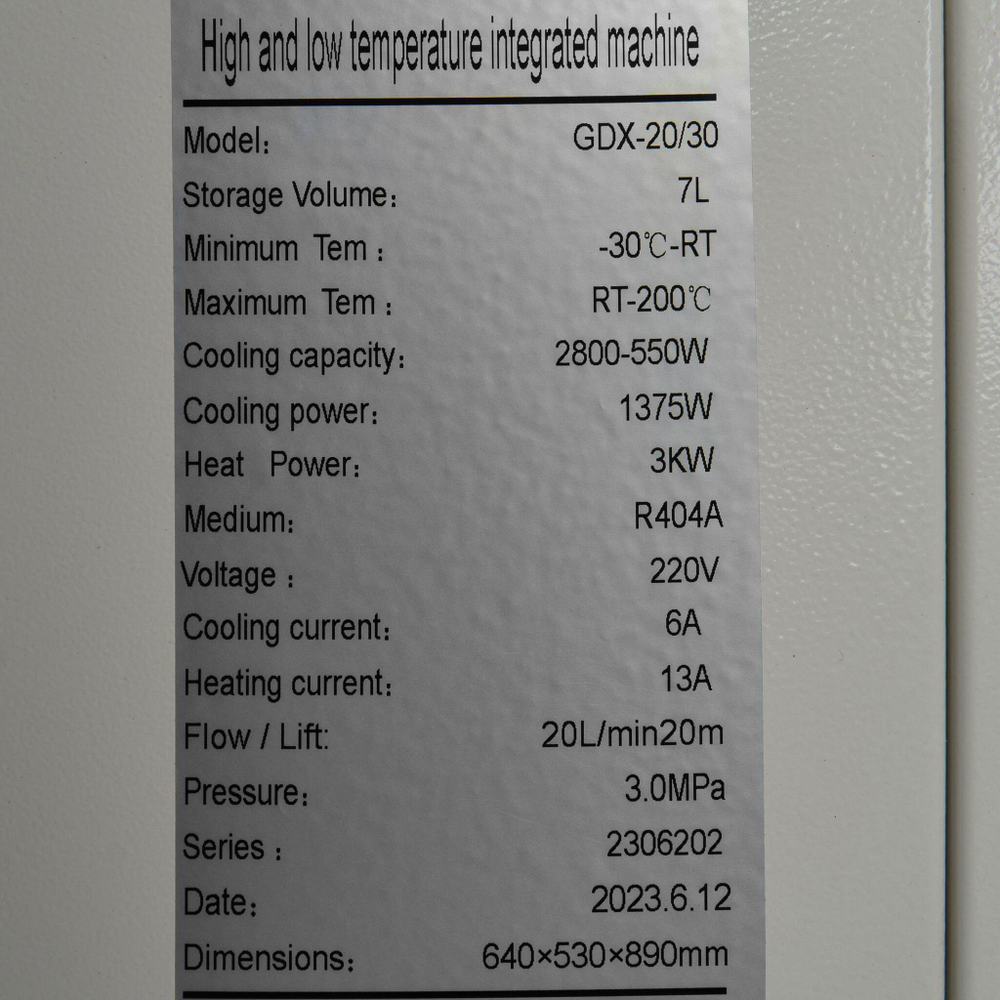 High and low temperature integrated machine
Model: GDX-20/30
Storage Volume: 7L
Minimum Tem : -30℃-RT
Maximum Tem : RT-200℃
Cooling capacity: 2800-550W
Cooling power: 1375W
Heat Power: 3KW
Medium: R404A
Voltage : 220V
Cooling current: 6A
Heating current: 13A
Flow / Lift: 20L/min20m
Pressure: 3.0MPa
Series : 2306202
Date: 2023.6.12
Dimensions: 640×530×890mm